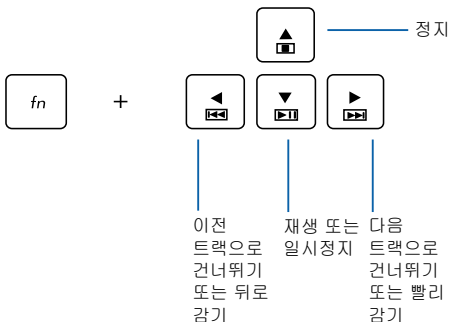 정지
fn
+
이전
트랙으로
건너뛰기
또는 뒤로
감기
재생 또는
일시정지
다음
트랙으로
건너뛰기
또는 빨리
감기